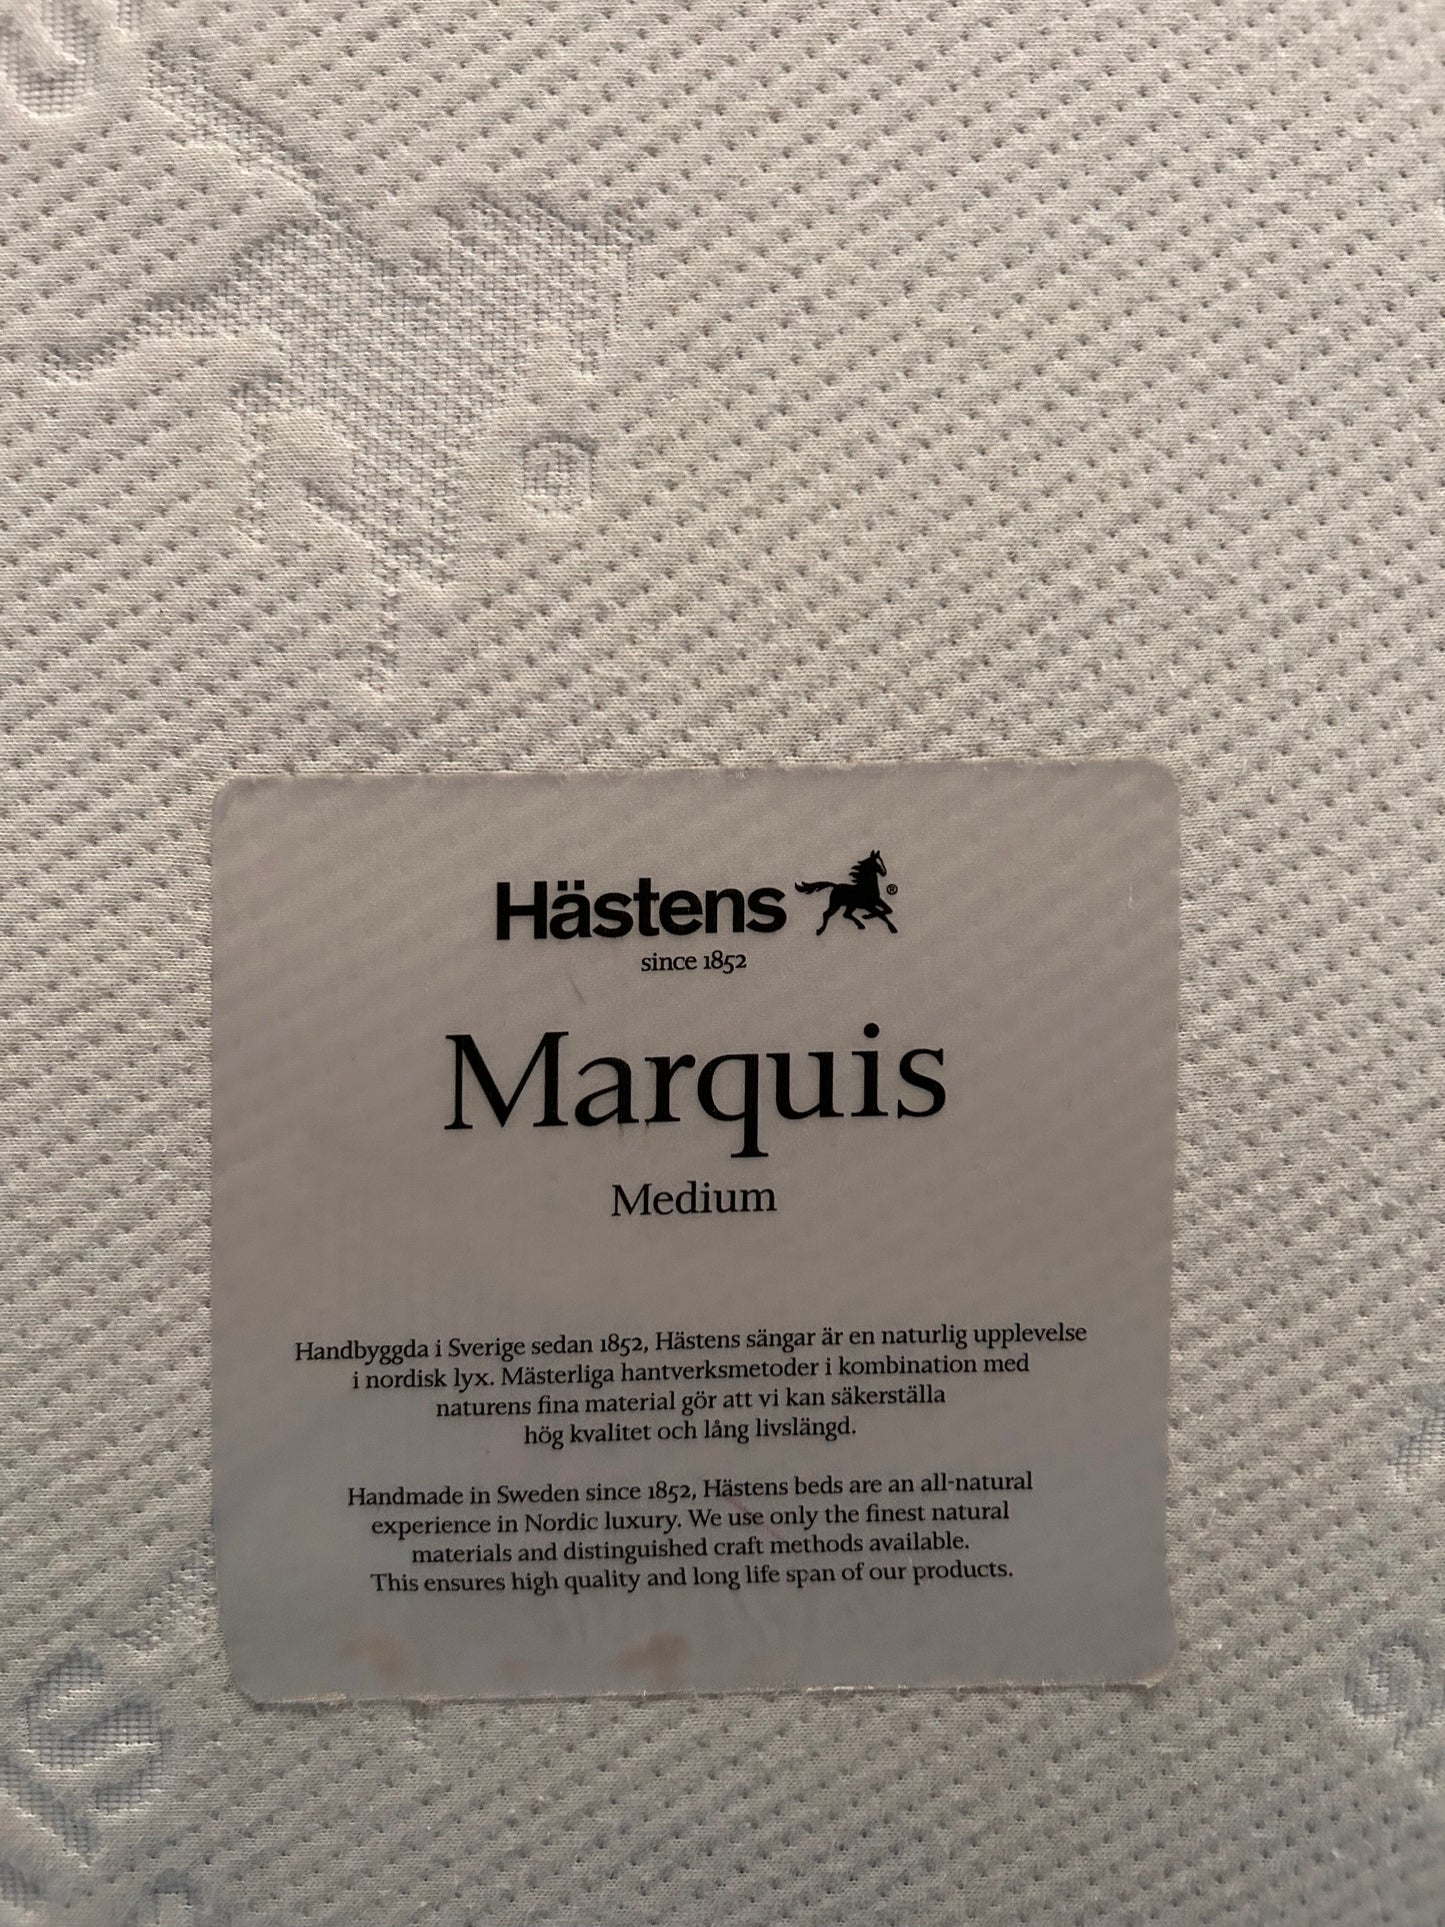 Hästens®
since 1852
Marquis
Medium
Handbyggda i Sverige sedan 1852, Hästens sängar är en naturlig upplevelse
i nordisk lyx. Mästerliga hantverksmetoder i kombination med
naturens fina material gör att vi kan säkerställa
hög kvalitet och lång livslängd.
Handmade in Sweden since 1852, Hästens beds are an all-natural
experience in Nordic luxury. We use only the finest natural
materials and distinguished craft methods available.
This ensures high quality and long life span of our products.